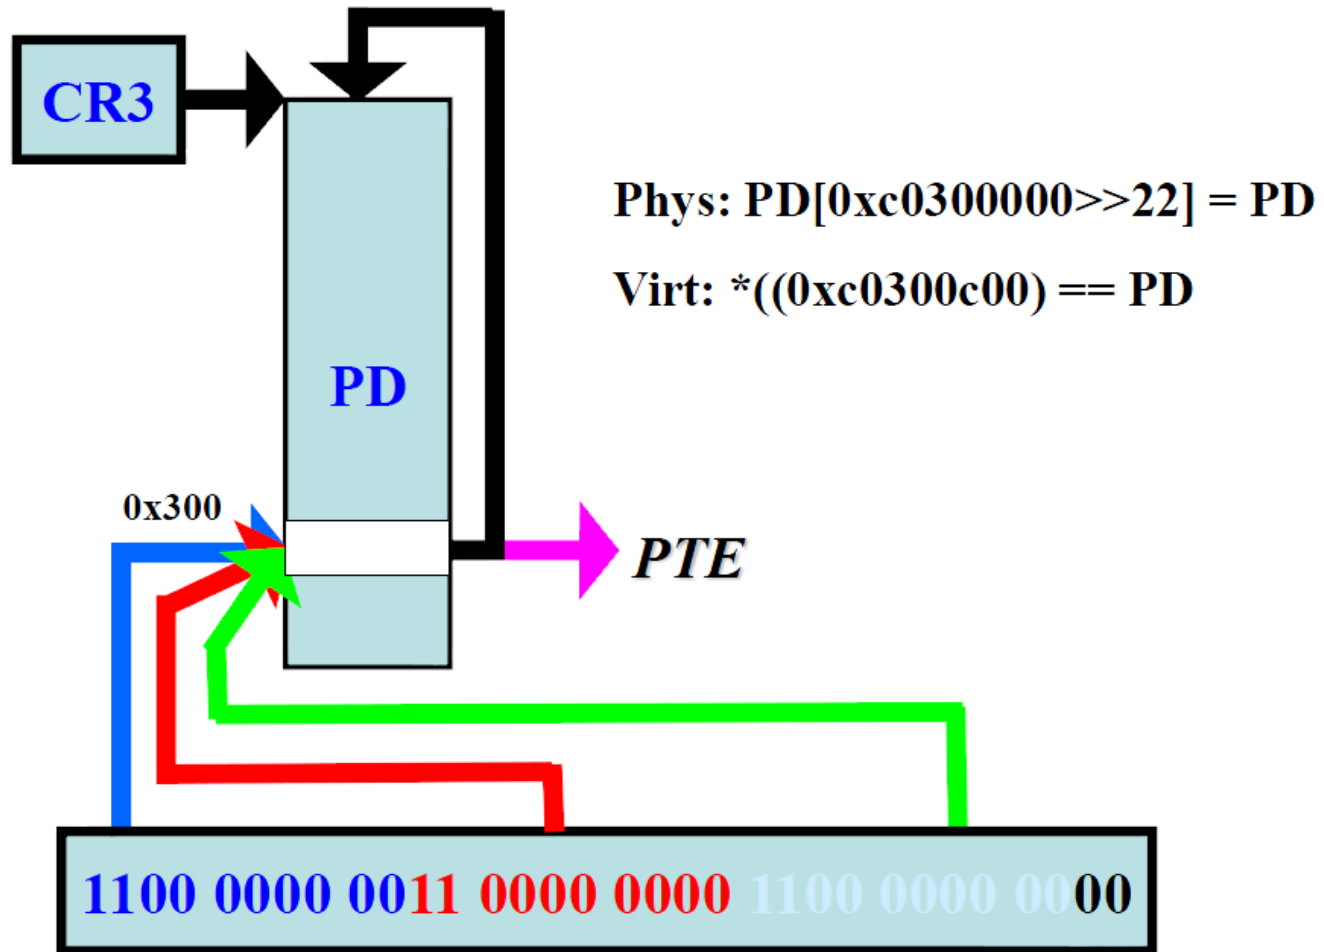 CR3
Phys: PD[0xc0300000>>22] = PD
Virt: *((0xc0300c00) == PD
PD
0x300
PTE
1100 0000 0011 0000 0000 1100 0000 0000